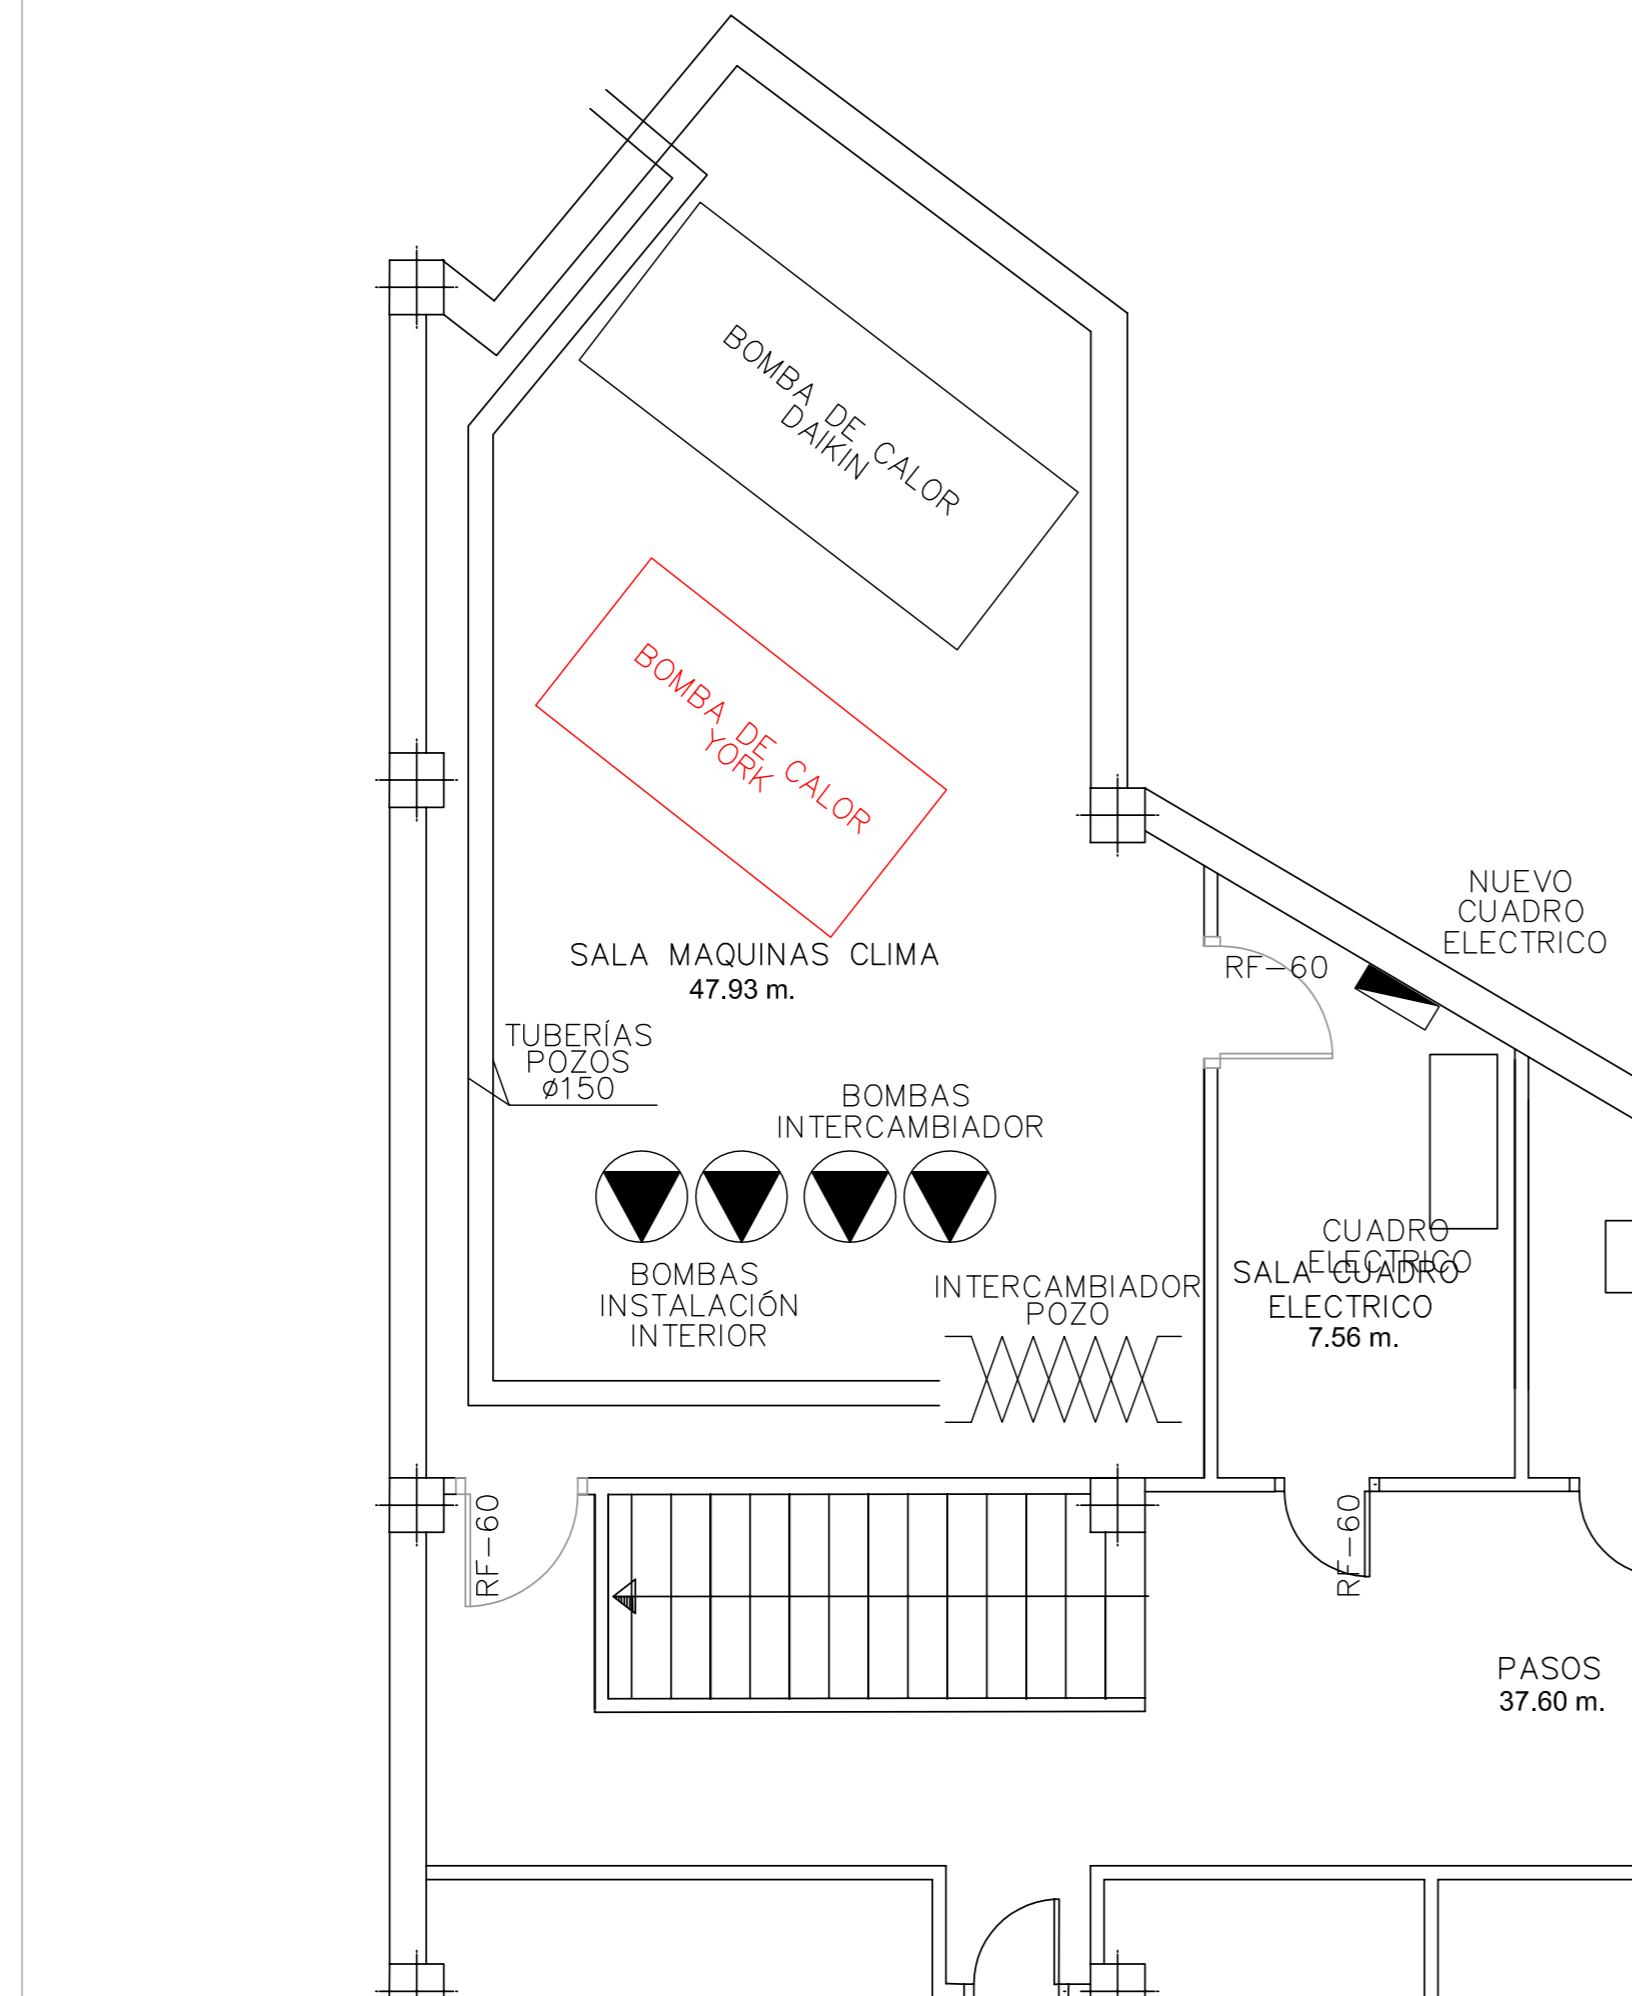 BOMBA DE CALOR
DAIKIN
BOMBA DE CALOR
YORK
NUEVO
CUADRO
ELECTRICO
SALA MAQUINAS CLIMA
47.93 m.
RF-60
TUBERÍAS
POZOS
ø150
BOMBAS
INTERCAMBIADOR
BOMBAS
INSTALACIÓN
INTERIOR
INTERCAMBIADOR
POZO
CUADRO
ELECTRICO
SALA CUADRO
ELECTRICO
7.56 m.
RF-60
RF-60
PASOS
37.60 m.